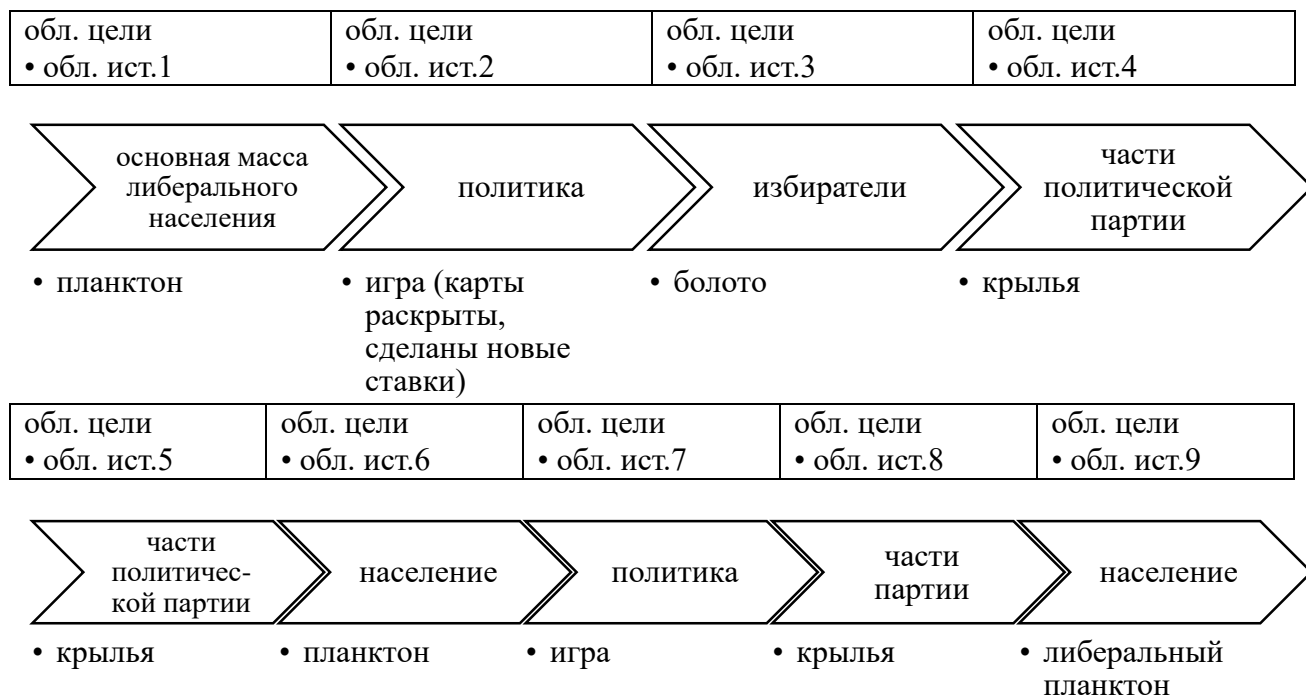 обл. цели
• обл. ист.1
обл. цели
• обл. ист.2
обл. цели
• обл. ист.3
обл. цели
• обл. ист.4
основная масса
либерального
населения
политика
избиратели
части
политической
партии
• планктон
• игра (карты
раскрыты,
сделаны новые
ставки)
• болото
• крылья
обл. цели
• обл. ист.5
обл. цели
• обл. ист.6
обл. цели
• обл. ист.7
обл. цели
• обл. ист.8
обл. цели
• обл. ист.9
части
политичес-
кой партии
население
политика
части
партии
население
• крылья
• планктон
• игра
• крылья
• либеральный
планктон